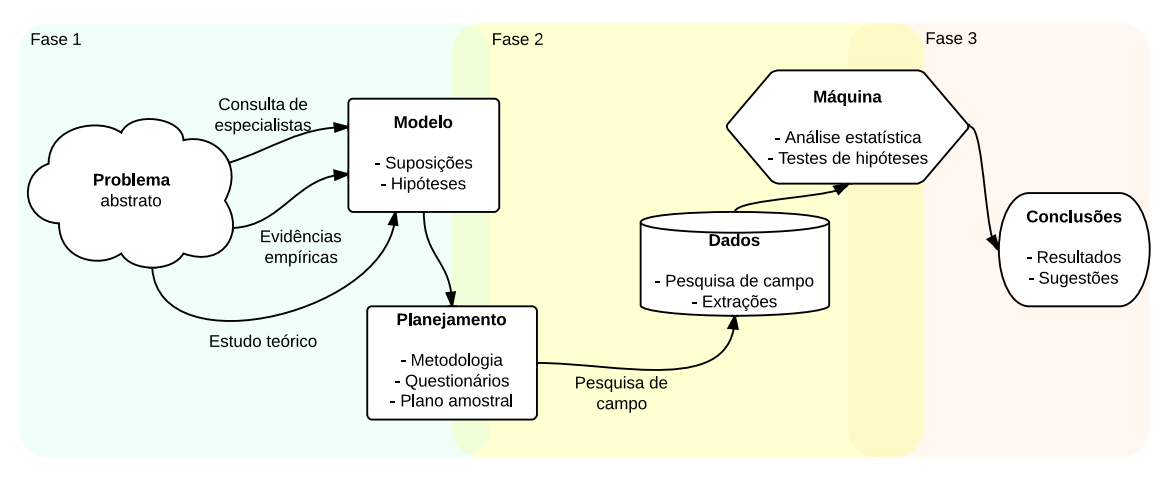 Fase 1
Fase 2
Fase 3
Problema
abstrato
Consulta de
especialistas
Evidências
empíricas
Estudo teórico
Modelo
- Suposições
- Hipóteses
Planejamento
- Metodologia
- Questionários
- Plano amostral
Pesquisa de
campo
Dados
- Pesquisa de campo
- Extrações
Máquina
- Análise estatística
- Testes de hipóteses
Conclusões
- Resultados
- Sugestões